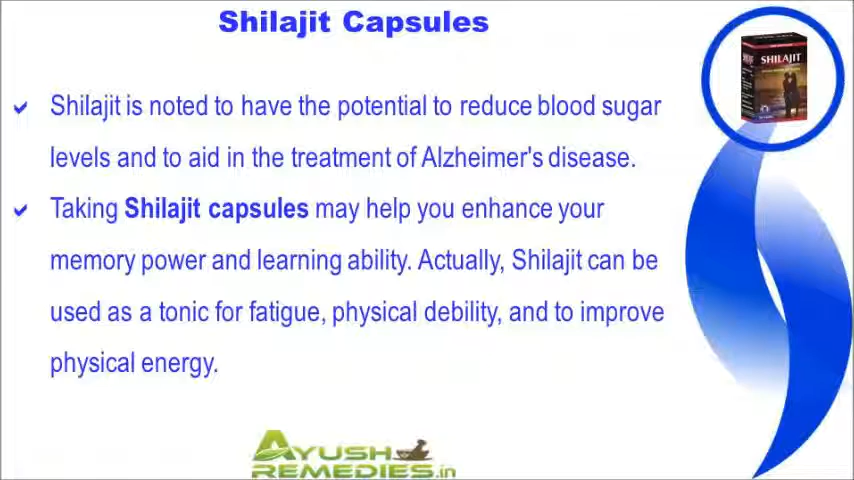 Shilajit Capsules
SHILAJIT
Shilajit is noted to have the potential to reduce blood sugar
levels and to aid in the treatment of Alzheimer's disease.
Taking Shilajit capsules may help you enhance your
memory power and learning ability. Actually, Shilajit can be
used as a tonic for fatigue, physical debility, and to improve
physical energy.
AYUSH
REMEDIES.in